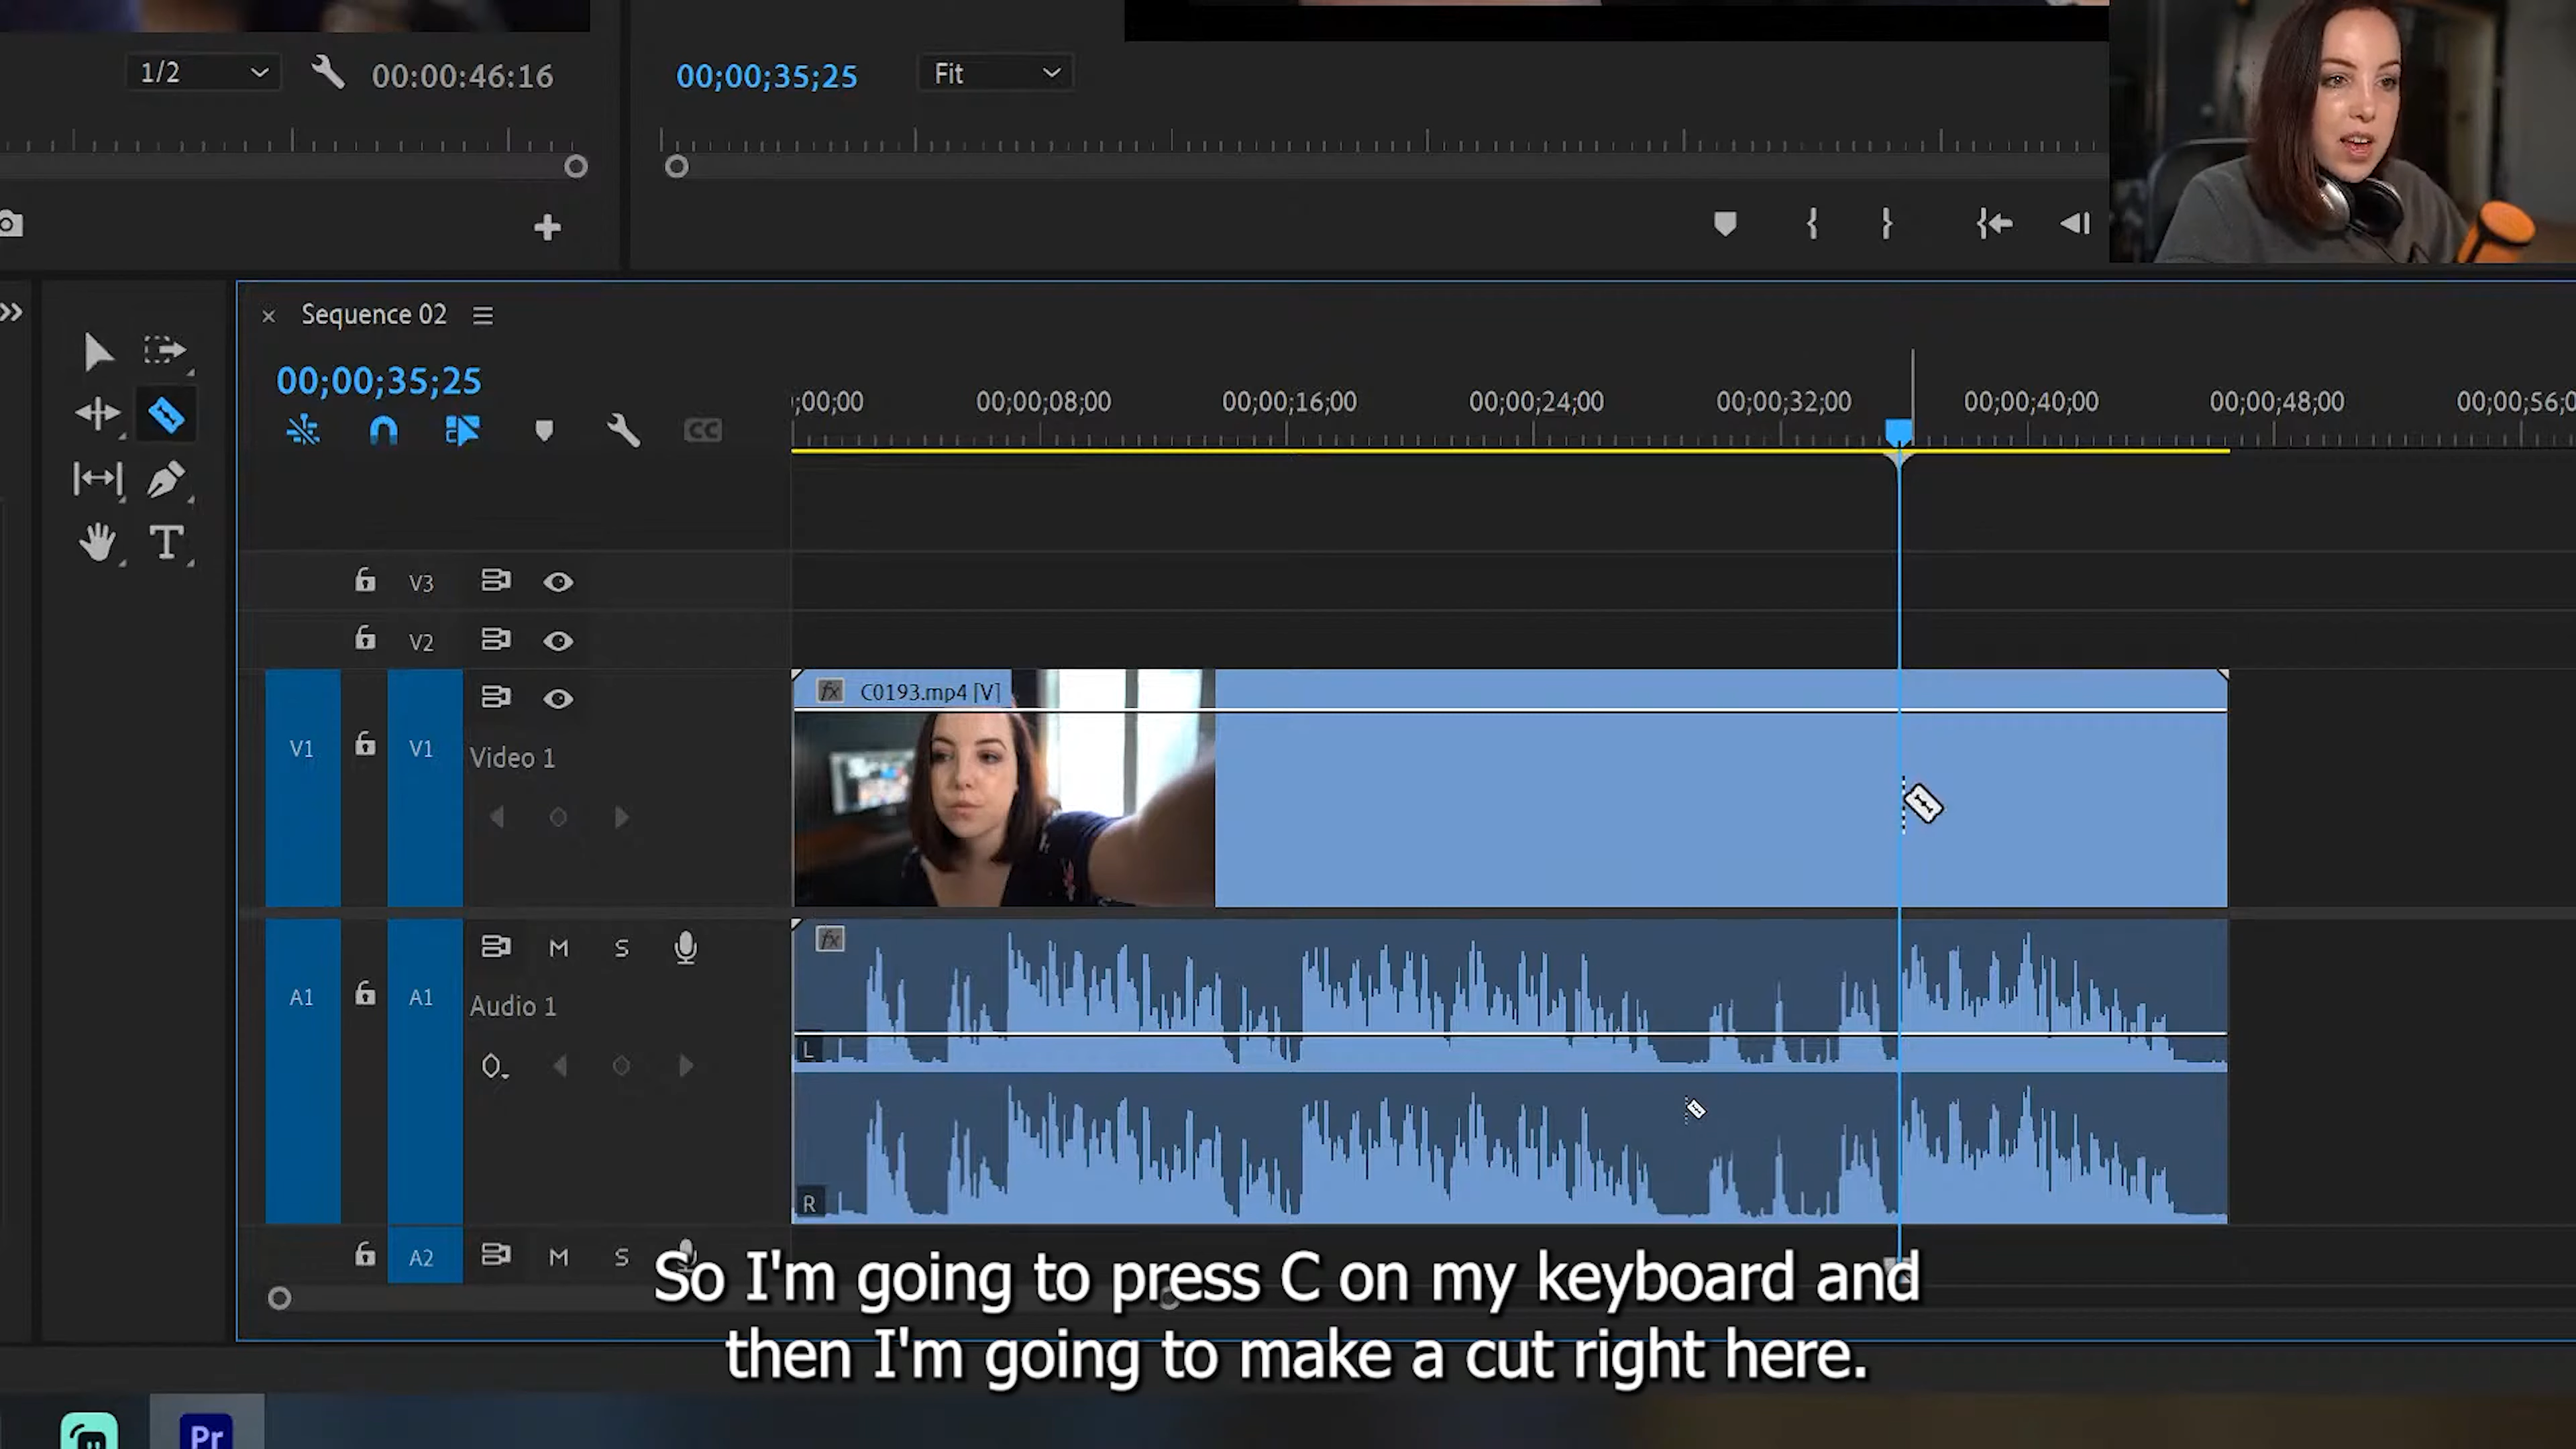 1/2
00:00:46:16
00;00;35;25
Fit
Sequence 02
00;00;35;25
;00;00
00;00;08;00
00;00;16;00
00;00;24;00
00;00;32;00
00;00;40;00
00;00;48;00
00;00;56;0
CC
T
V3
V2
fx C0193.mp4 [V]
V1
V1
Video 1
fx
M
S
A1
A1
Audio 1
L
R
A2
M
S
So I'm going to press C on my keyboard and
then I'm going to make a cut right here.
Pr